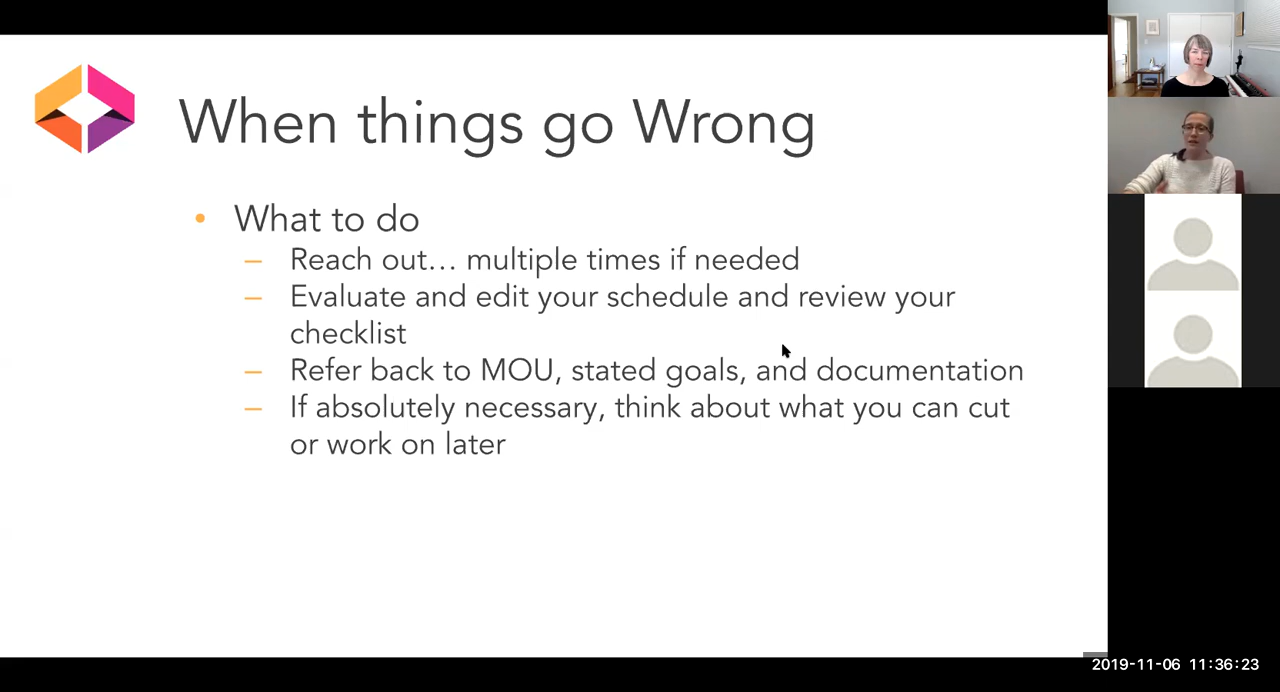 When things go Wrong
• What to do
– Reach out... multiple times if needed
– Evaluate and edit your schedule and review your
checklist
– Refer back to MOU, stated goals, and documentation
– If absolutely necessary, think about what you can cut
or work on later
2019-11-06 11:36:23